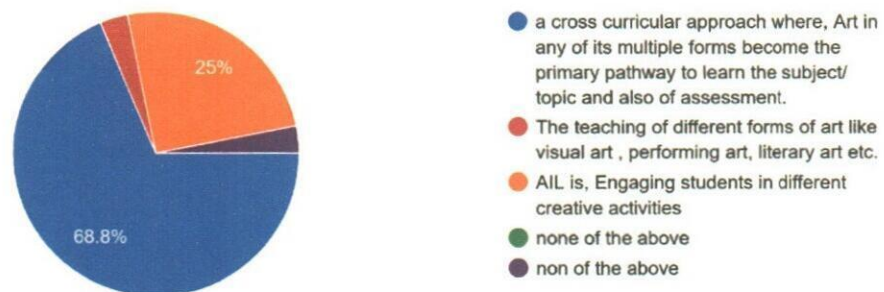 25%
68.8%
a cross curricular approach where, Art in
any of its multiple forms become the
primary pathway to learn the subject/
topic and also of assessment.
The teaching of different forms of art like
visual art , performing art, literary art etc.
AIL is, Engaging students in different
creative activities
none of the above
non of the above